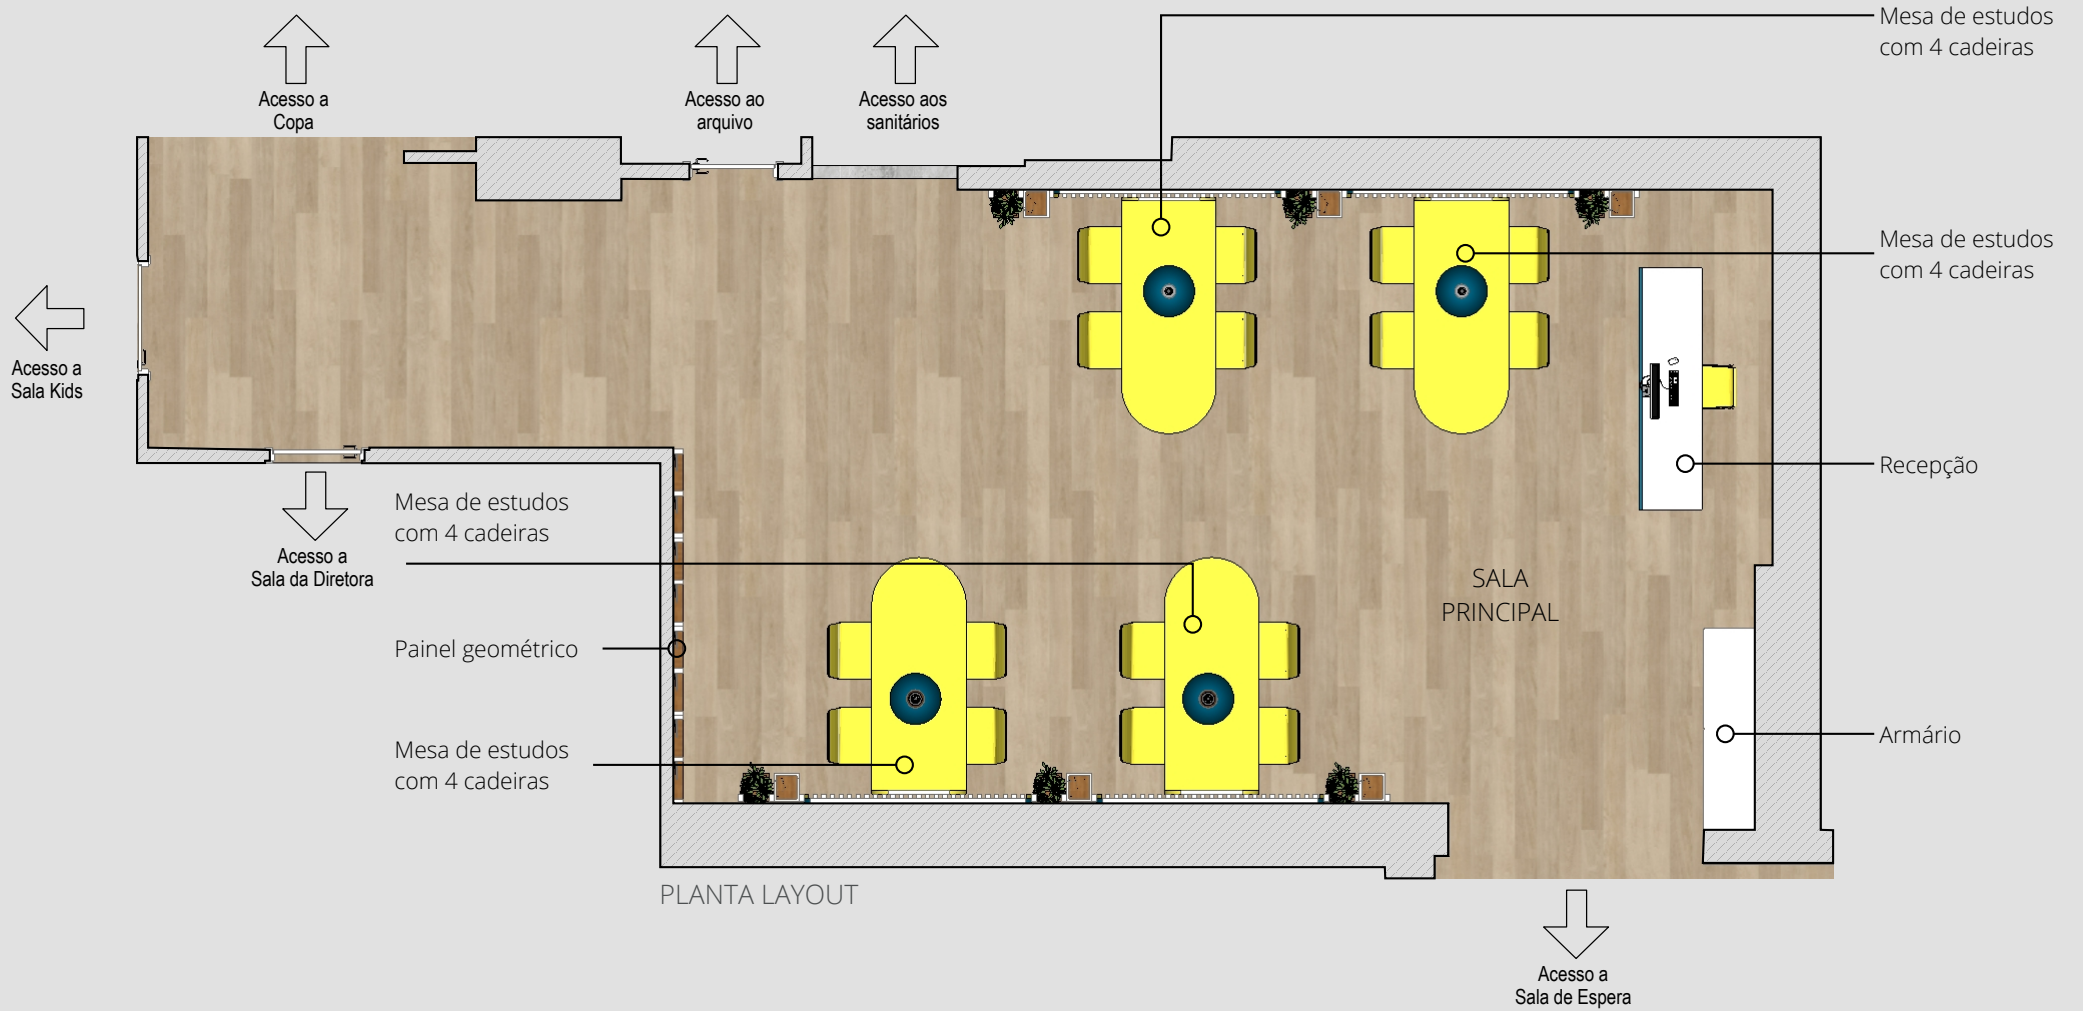 Mesa de estudos
com 4 cadeiras
Acesso a
Copa
Acesso ao
arquivo
Acesso aos
sanitários
Mesa de estudos
com 4 cadeiras
Acesso a
Sala Kids
Recepção
Mesa de estudos
com 4 cadeiras
Acesso a
Sala da Diretora
SALA
PRINCIPAL
Painel geométrico
Armário
Mesa de estudos
com 4 cadeiras
PLANTA LAYOUT
Acesso a
Sala de Espera